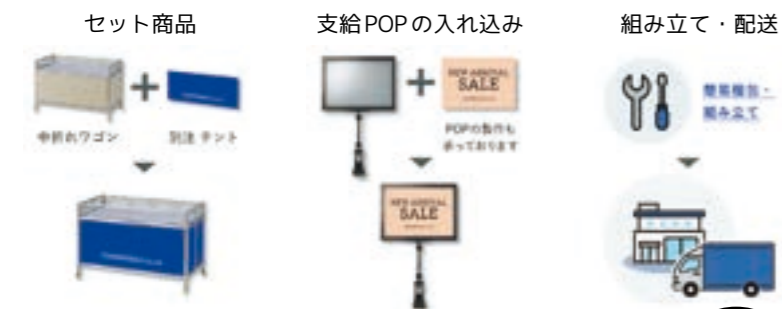 セット商品
支給POPの入れ込み
組み立て・配送
中折れワゴン
別注 テント
NEW ARRIVAL
SALE
POPの製作も
承っております
簡易梱包・
組み立て
NEW ARRIVAL
SALE